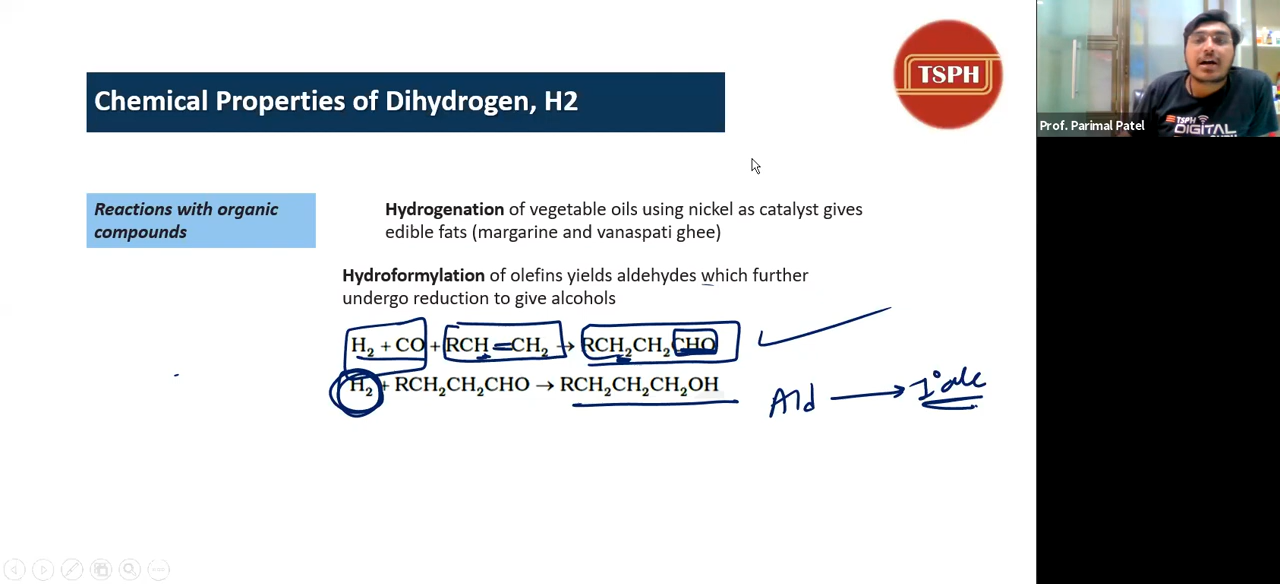 Chemical Properties of Dihydrogen, H2
TSPH
Prof. Parimal Patel
TSPH
DIGITAL
Reactions with organic
compounds
Hydrogenation of vegetable oils using nickel as catalyst gives
edible fats (margarine and vanaspati ghee)
Hydroformylation of olefins yields aldehydes which further
undergo reduction to give alcohols
H₂ + CO + RCH=CH₂ → RCH₂CH₂CHO
H₂ + RCH₂CH₂CHO → RCH₂CH₂CH₂OH
Ald → 1° alc